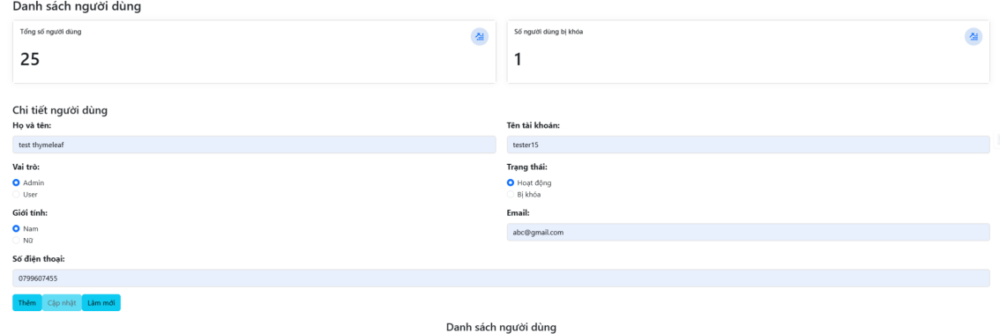 Danh sách người dùng
Tổng số người dùng
Số người dùng bị khóa
25
1
Chi tiết người dùng
Họ và tên:
Tên tài khoản:
test thymeleaf
tester15
Vai trò:
Trạng thái:
Admin
Hoạt động
User
Bị khóa
Giới tính:
Email:
Nam
abc@gmail.com
Nữ
Số điện thoại:
0799607455
Thêm Cập nhật Làm mới
Danh sách người dùng